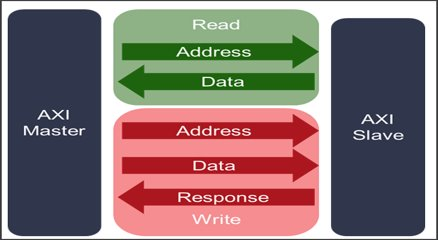 AXI
Master
Read
Address
Data
Address
Data
Response
Write
AXI
Slave